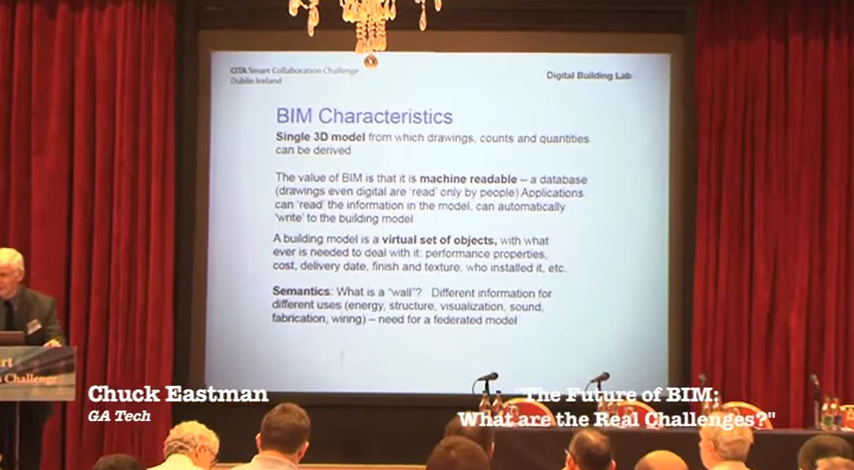 CITA Smart Collaboration Challenge
Dublin Ireland
Digital Building Lab
BIM Characteristics
Single 3D model from which drawings, counts and quantities
can be derived
The value of BIM is that it is machine readable – a database
(drawings even digital are 'read' only by people) Applications
can 'read' the information in the model, can automatically
'write' to the building model
A building model is a virtual set of objects, with what
ever is needed to deal with it: performance properties,
cost, delivery date, finish and texture, who installed it, etc.
Semantics: What is a "wall"? Different information for
different uses (energy, structure, visualization, sound,
fabrication, wiring) – need for a federated model
Challenge
Chuck Eastman
GA Tech
"The Future of BIM:
What are the Real Challenges?"